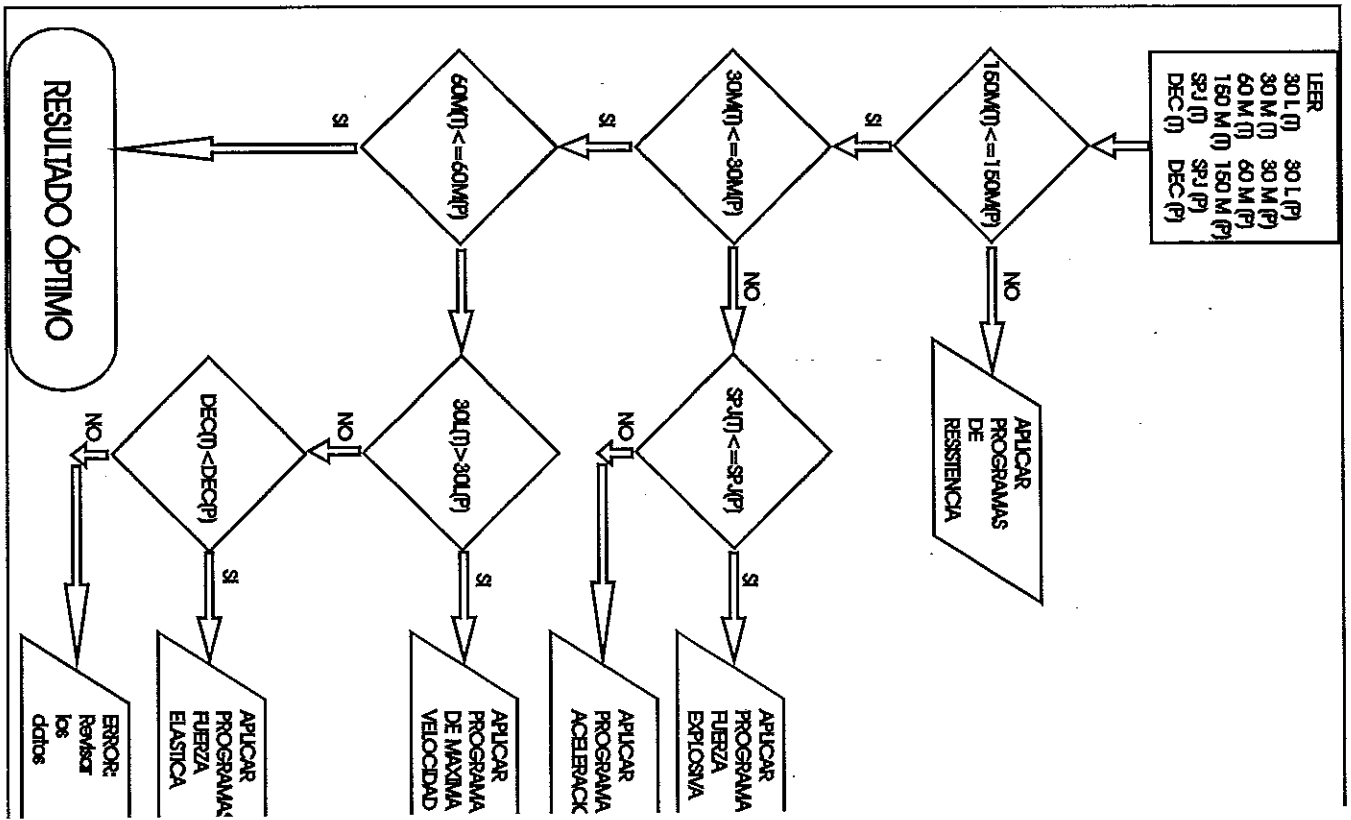 LEER
30 L (T) 30 L (P)
30 M (T) 30 M (P)
60 M (T) 60 M (P)
150 M (T) 150 M (P)
SPJ (T) SPJ (P)
DEC (T) DEC (P)
150M(T)<=150M(P)
NO
APLICAR
PROGRAMAS
DE
RESISTENCIA
SI
30M(T)<=30M(P)
NO
SPJ(T)<=SPJ(P)
SI
APLICAR
PROGRAMA
FUERZA
EXPLOSIVA
NO
APLICAR
PROGRAMA
ACELERACIC
SI
60M(T)<=60M(P)
30L(T)>30L(P)
SI
APLICAR
PROGRAMA
DE MAXIMA
VELOCIDAD
NO
DEC(T)<DEC(P)
SI
APLICAR
PROGRAMAS
FUERZA
ELASTICA
NO
ERROR:
Revisar
los
datos
SI
RESULTADO ÓPTIMO